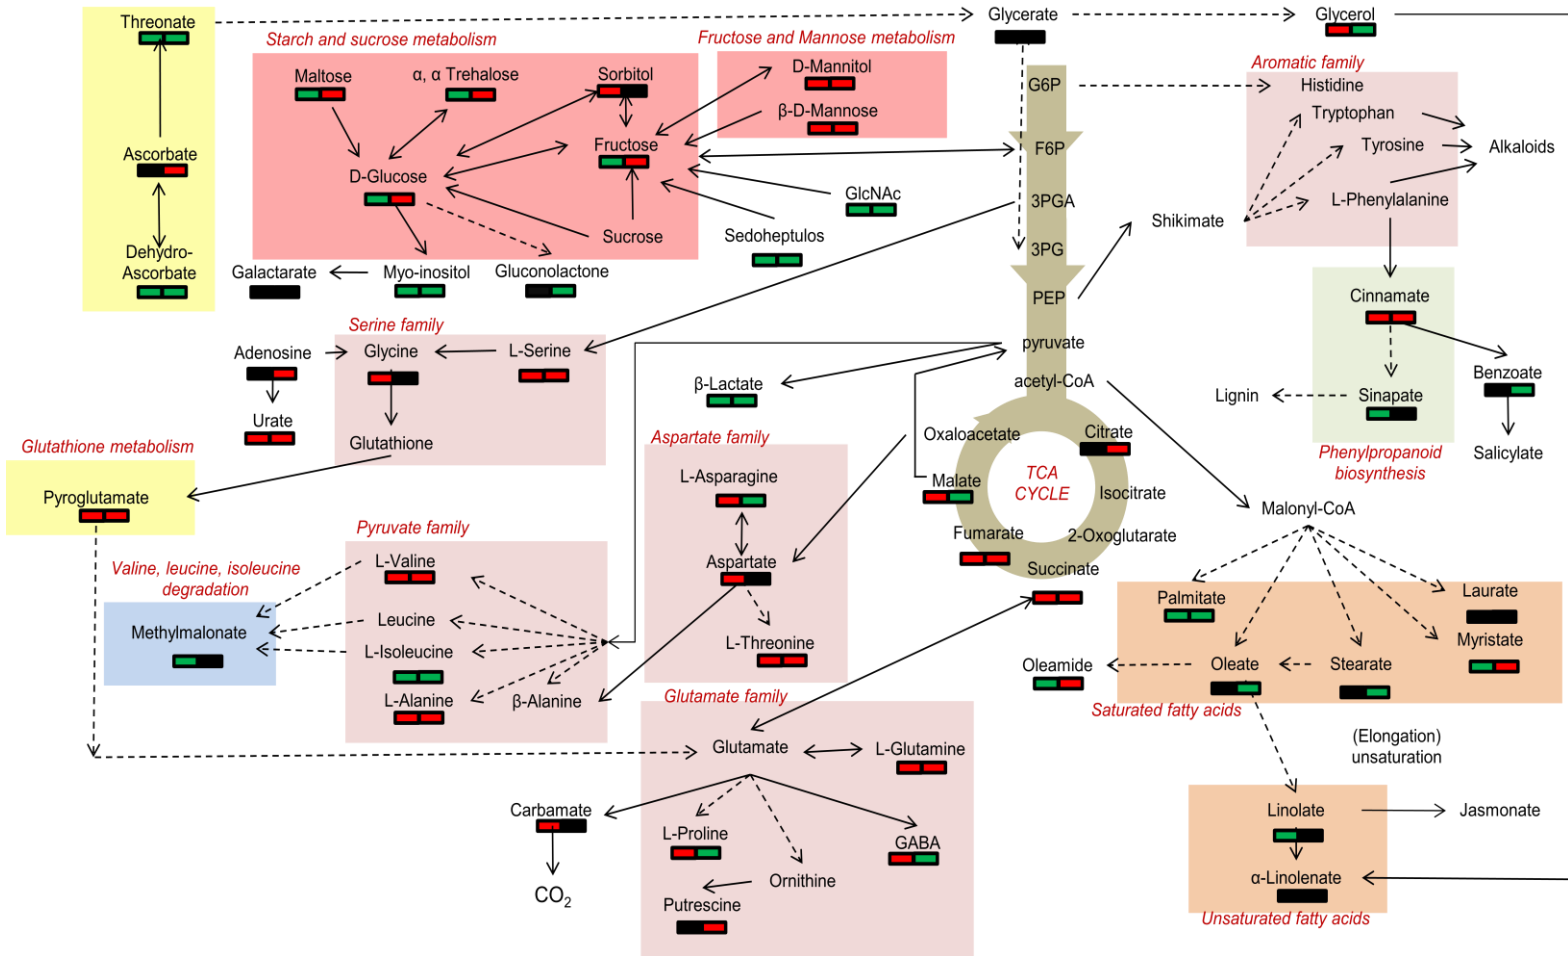 Threonate
Glycerate
Glycerol
Starch and sucrose metabolism
Fructose and Mannose metabolism
Aromatic family
Maltose
α, α Trehalose
Sorbitol
D-Mannitol
G6P
Histidine
β-D-Mannose
Tryptophan
Ascorbate
Fructose
F6P
Tyrosine
Alkaloids
D-Glucose
GlcNAc
3PGA
L-Phenylalanine
Shikimate
Sucrose
Sedoheptulos
Dehydro-
Ascorbate
3PG
Galactarate
Myo-inositol
Gluconolactone
PEP
Cinnamate
Serine family
Adenosine
Glycine
L-Serine
pyruvate
β-Lactate
acetyl-CoA
Benzoate
Lignin
Sinapate
Urate
Glutathione
Glutathione metabolism
Aspartate family
Oxaloacetate
Citrate
Phenylpropanoid
biosynthesis
Salicylate
TCA
CYCLE
L-Asparagine
Malate
Isocitrate
Pyroglutamate
Malonyl-CoA
Pyruvate family
Fumarate
2-Oxoglutarate
Valine, leucine, isoleucine
degradation
L-Valine
Aspartate
Succinate
Palmitate
Laurate
Methylmalonate
Leucine
L-Threonine
Myristate
L-Isoleucine
Oleamide
Oleate
Stearate
L-Alanine
β-Alanine
Glutamate family
Saturated fatty acids
Glutamate
L-Glutamine
(Elongation)
unsaturation
Carbamate
Linolate
Jasmonate
L-Proline
GABA
Ornithine
α-Linolenate
CO2
Putrescine
Unsaturated fatty acids